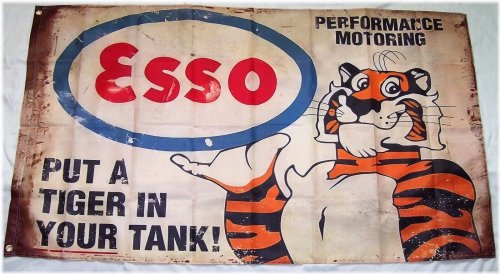 Esso
PERFORMANCE
MOTORING
PUT A
TIGER IN
YOUR TANK!